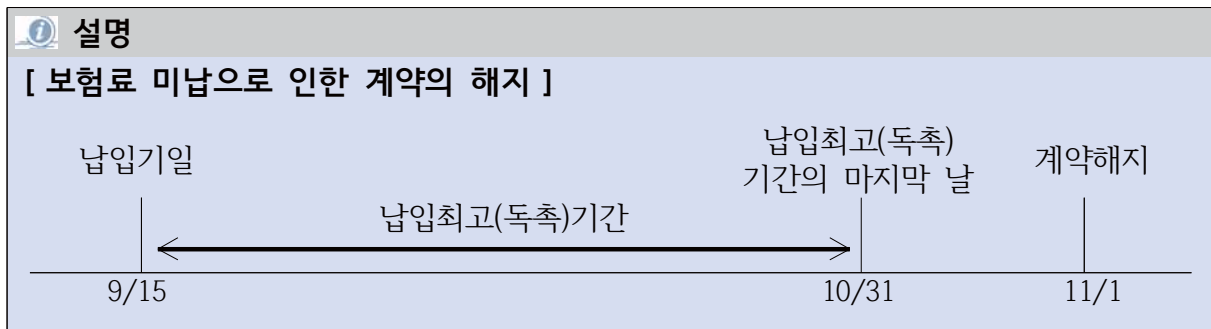 설명
[ 보험료 미납으로 인한 계약의 해지 ]
납입기일
납입최고(독촉)
기간의 마지막 날
계약해지
납입최고(독촉)기간
9/15
10/31
11/1